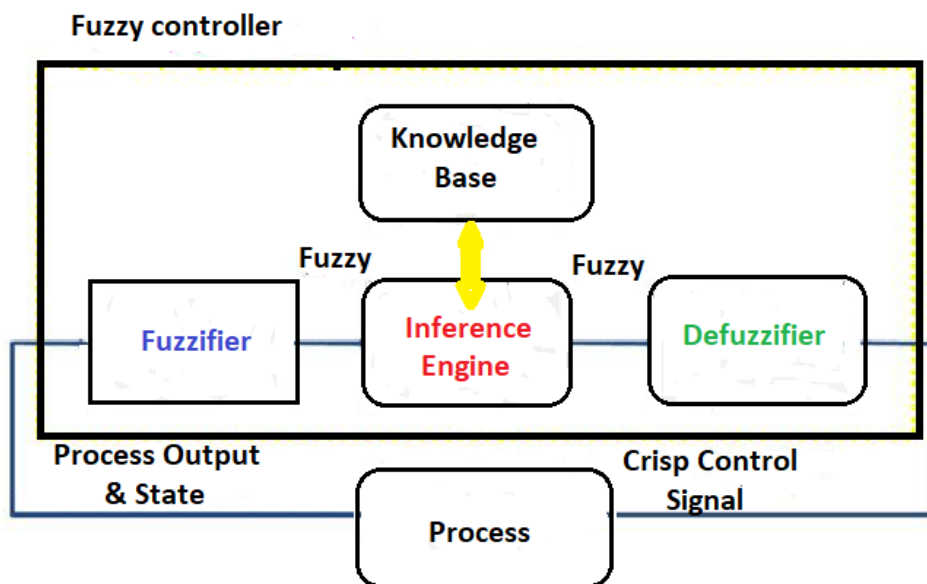 Fuzzy controller
Knowledge
Base
Fuzzy
Fuzzy
Fuzzifier
Inference
Engine
Defuzzifier
Process Output
& State
Crisp Control
Signal
Process